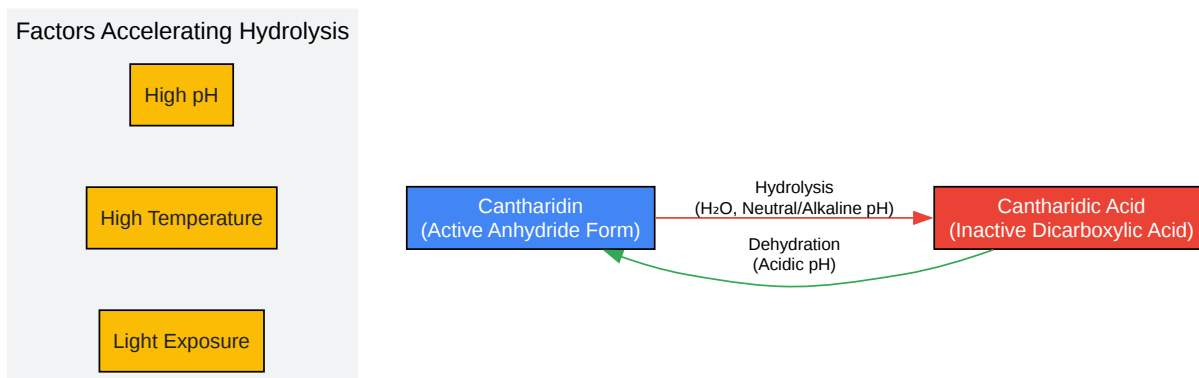 Factors Accelerating Hydrolysis
High pH
High Temperature
Light Exposure
Cantharidin
(Active Anhydride Form)
Hydrolysis
(H₂O, Neutral/Alkaline pH)
Dehydration
(Acidic pH)
Cantharidic Acid
(Inactive Dicarboxylic Acid)